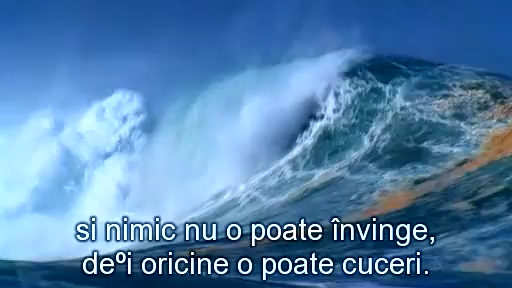 si nimic nu o poate învinge,
deºi oricine o poate cuceri.